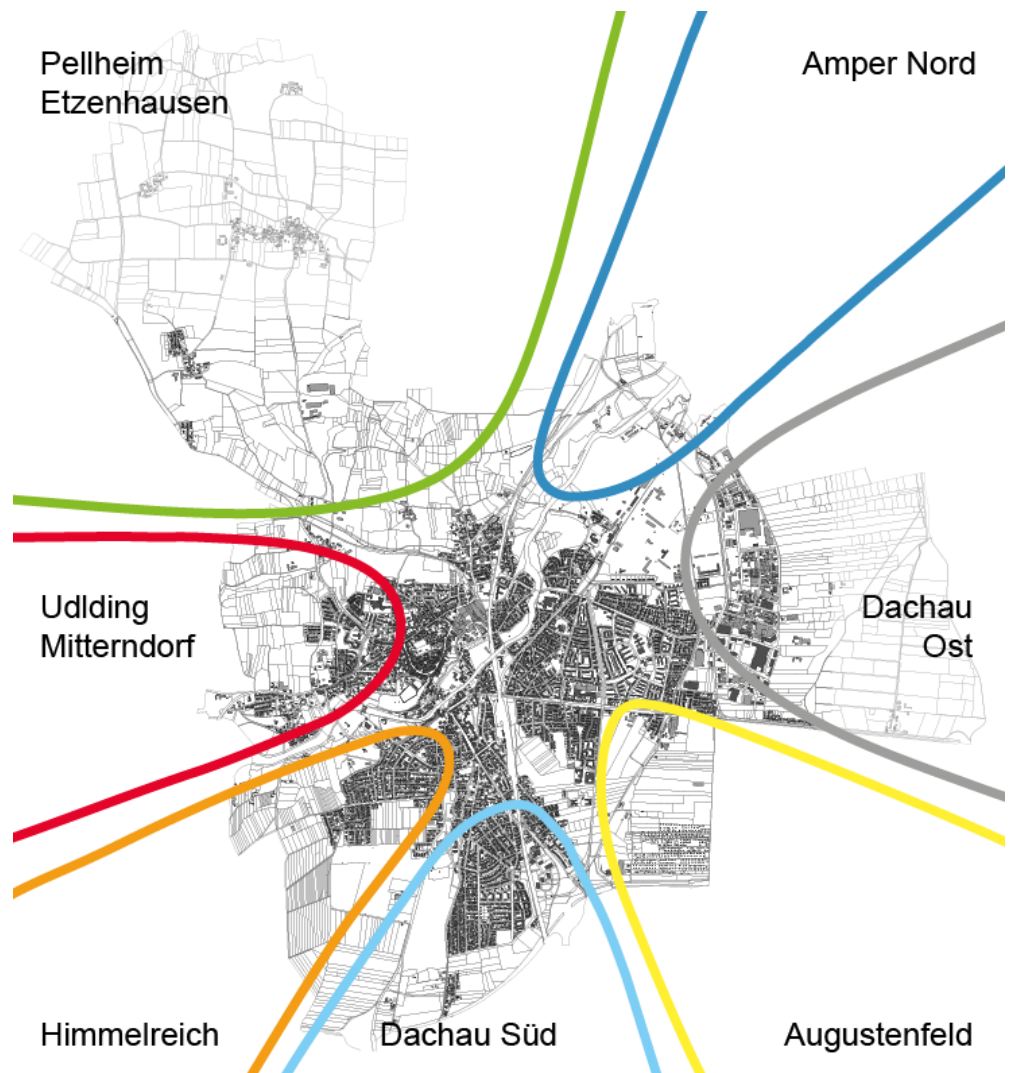 Pellheim
Etzenhausen
Amper Nord
Udlding
Mitterndorf
Dachau
Ost
Himmelreich
Dachau Süd
Augustenfeld